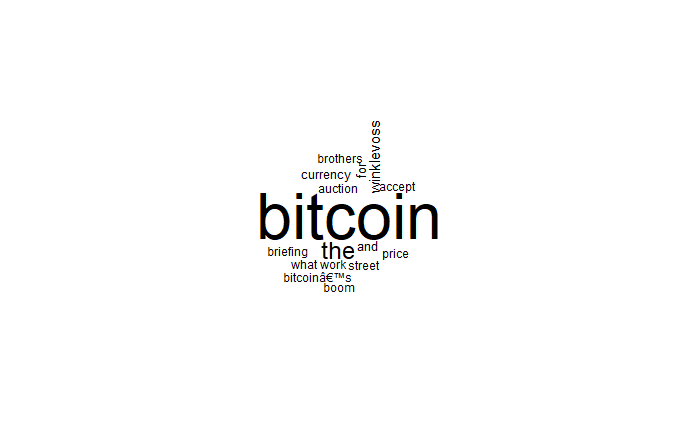 winklevoss
brothers
for
currency
auction
accept
bitcoin
the
and
briefing
price
what
work
street
bitcoinâ€™s
boom